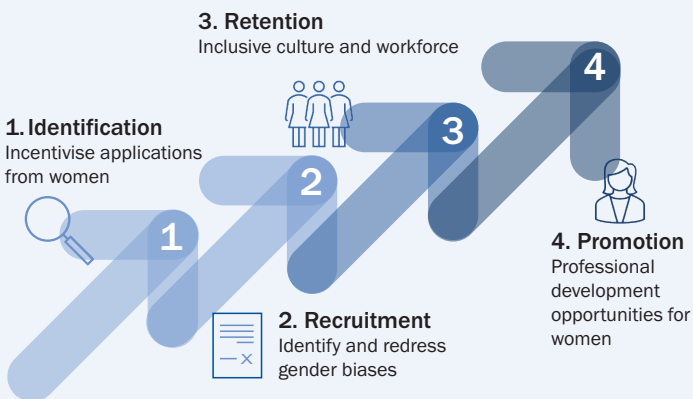 3. Retention
Inclusive culture and workforce
4
3
1. Identification
Incentivise applications
from women
2
1
4. Promotion
Professional
development
opportunities for
women
2. Recruitment
Identify and redress
gender biases
x